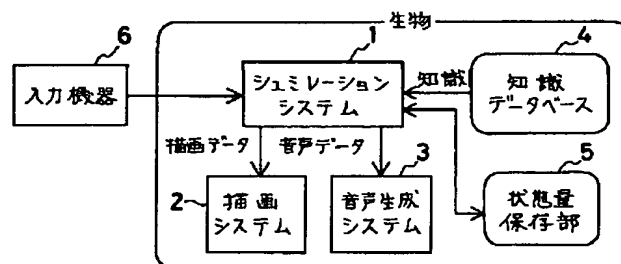 生物
6
1
4
入力機器
シュミレーション
システム
知識
知識
データベース
描画データ
音声データ
5
2
描画
システム
3
音声生成
システム
状態量
保存部